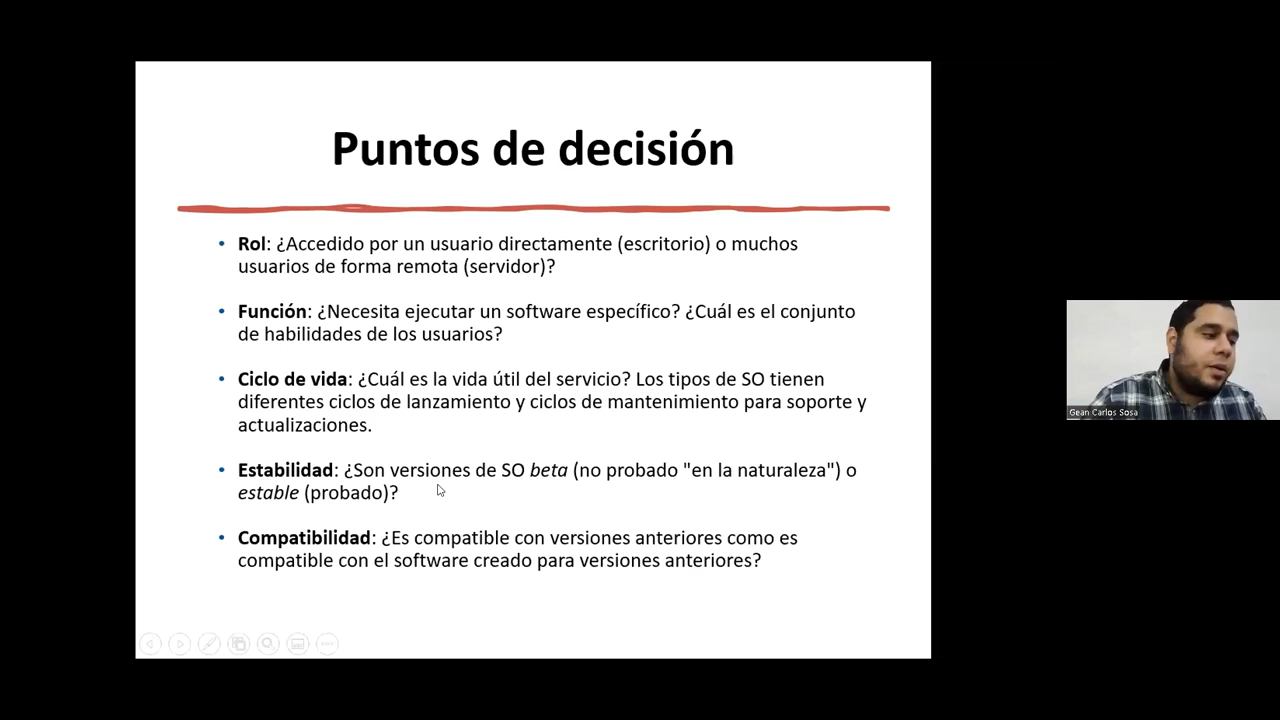 Puntos de decisión
• Rol: ¿Accedido por un usuario directamente (escritorio) o muchos
usuarios de forma remota (servidor)?
• Función: ¿Necesita ejecutar un software específico? ¿Cuál es el conjunto
de habilidades de los usuarios?
• Ciclo de vida: ¿Cuál es la vida útil del servicio? Los tipos de SO tienen
diferentes ciclos de lanzamiento y ciclos de mantenimiento para soporte y
actualizaciones.
• Estabilidad: ¿Son versiones de SO beta (no probado "en la naturaleza") o
estable (probado)?
• Compatibilidad: ¿Es compatible con versiones anteriores como es
compatible con el software creado para versiones anteriores?
Gean Carlos Sosa